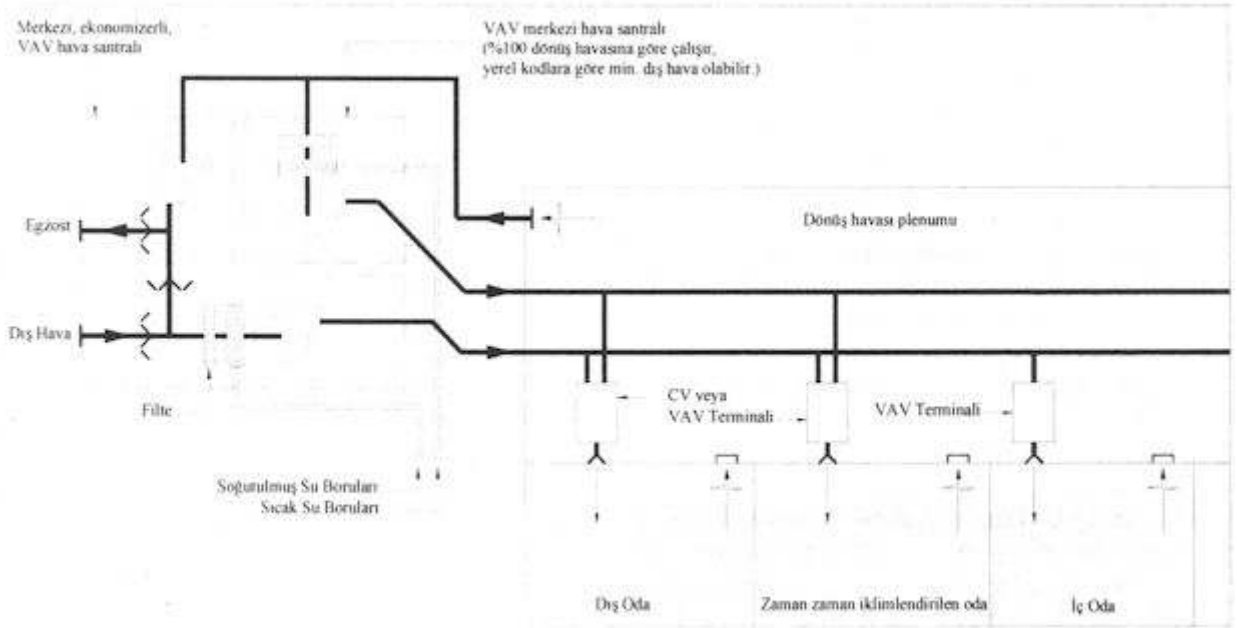 Merkezi, ekonomizerli,
VAV hava santralı
VAV merkezi hava santralı
(%100 dönüş havasına göre çalışır,
yerel kodlara göre min. dış hava olabilir.)
Egzost
Dönüş havası plenumu
Dış Hava
Filte
CV veya
VAV Terminali
VAV Terminali
Soğutulmuş Su Boruları
Sıcak Su Boruları
Dış Oda
Zaman zaman iklimlendirilen oda
İç Oda